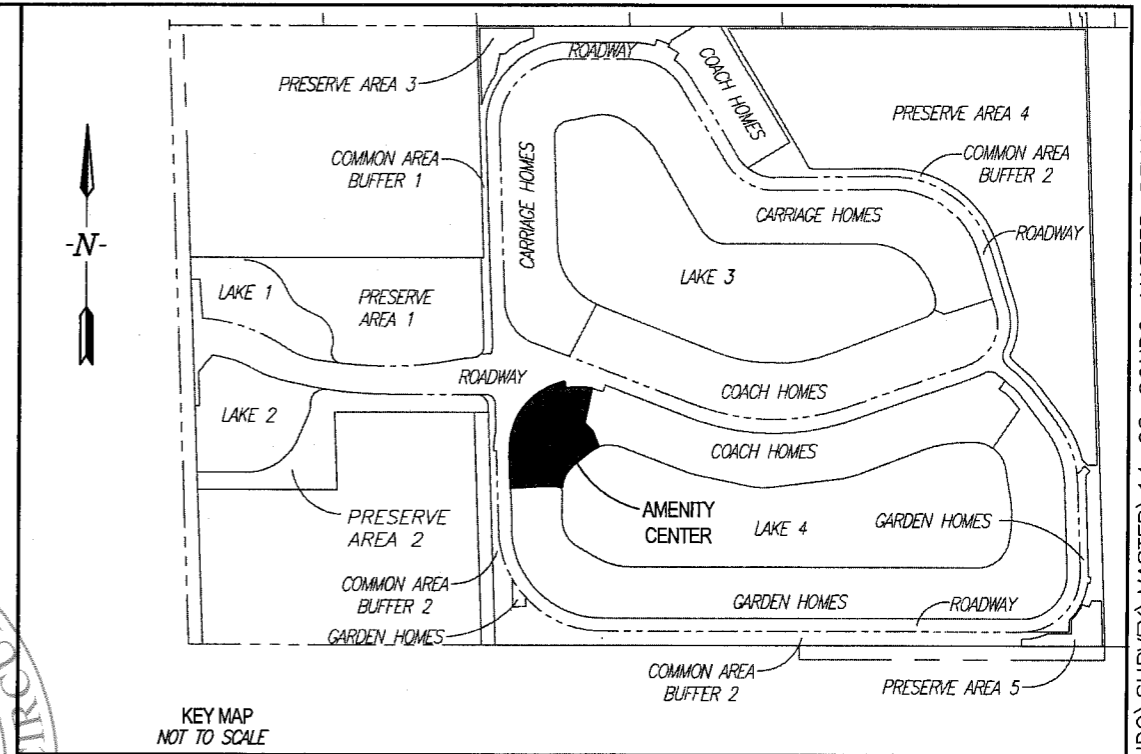 ROADWAY
COACH HOMES
PRESERVE AREA 3
PRESERVE AREA 4
COMMON AREA
BUFFER 1
COMMON AREA
BUFFER 2
CARRIAGE HOMES
CARRIAGE HOMES
ROADWAY
-N-
LAKE 3
LAKE 1
PRESERVE
AREA 1
ROADWAY
COACH HOMES
LAKE 2
COACH HOMES
AMENITY
CENTER
LAKE 4
GARDEN HOMES
PRESERVE
AREA 2
COMMON AREA
BUFFER 2
GARDEN HOMES
ROADWAY
GARDEN HOMES
COMMON AREA
BUFFER 2
PRESERVE AREA 5
KEY MAP
NOT TO SCALE